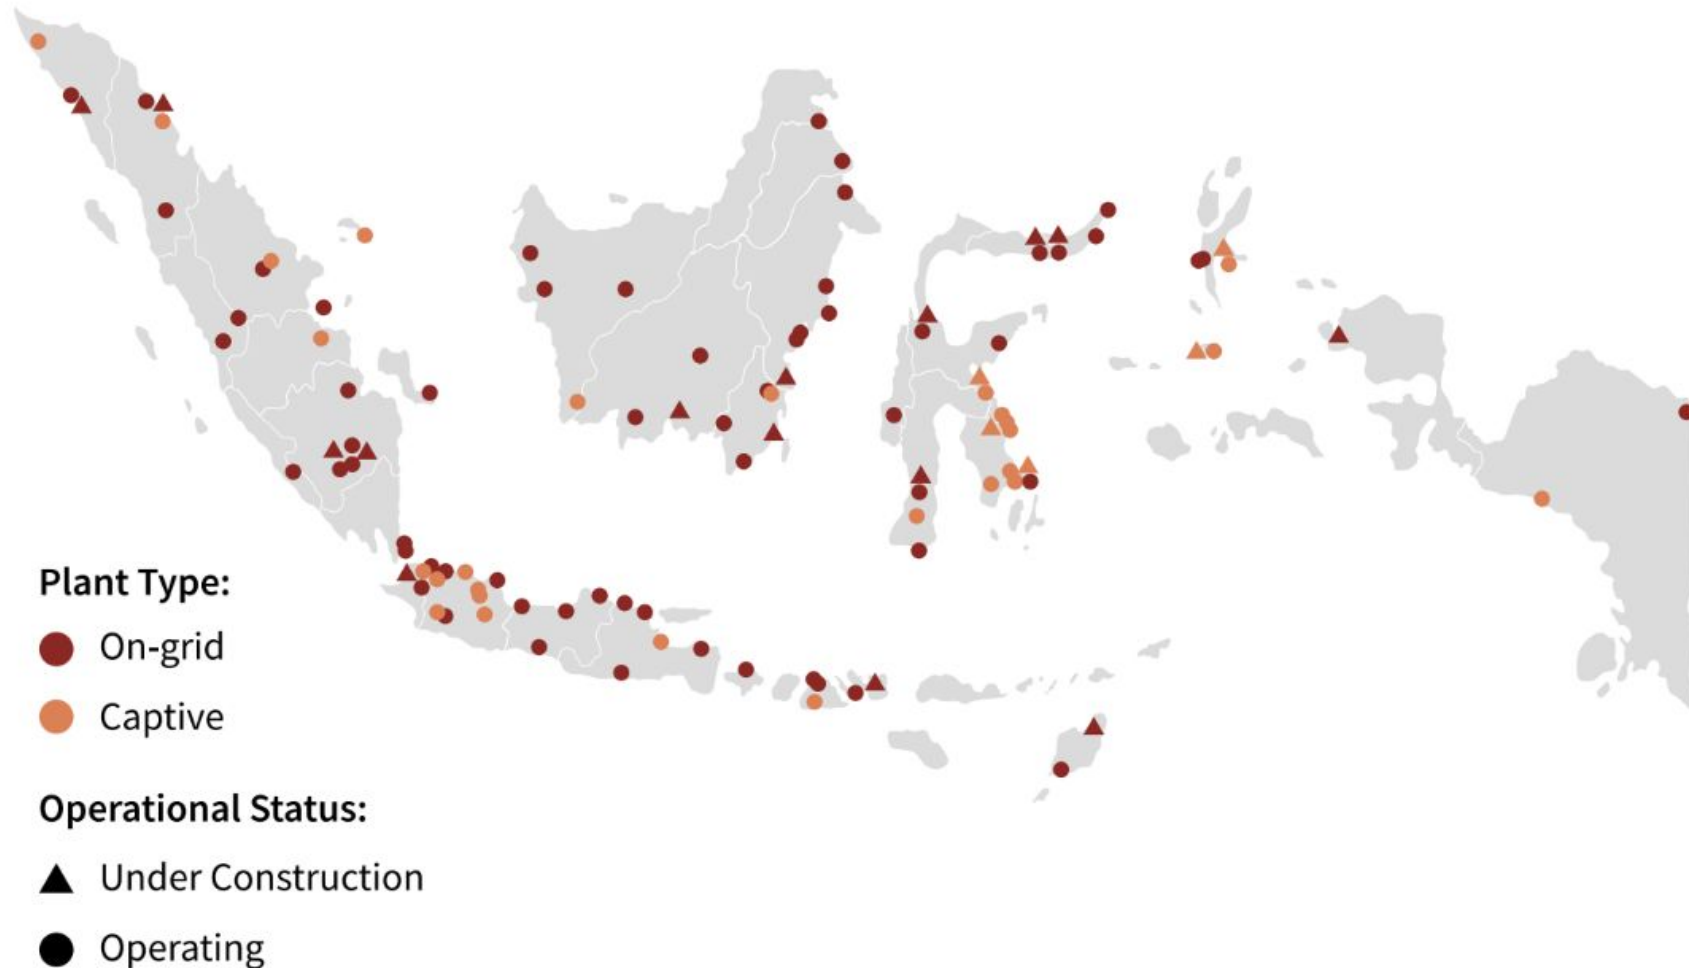 Plant Type:
On-grid
Captive
Operational Status:
Under Construction
Operating